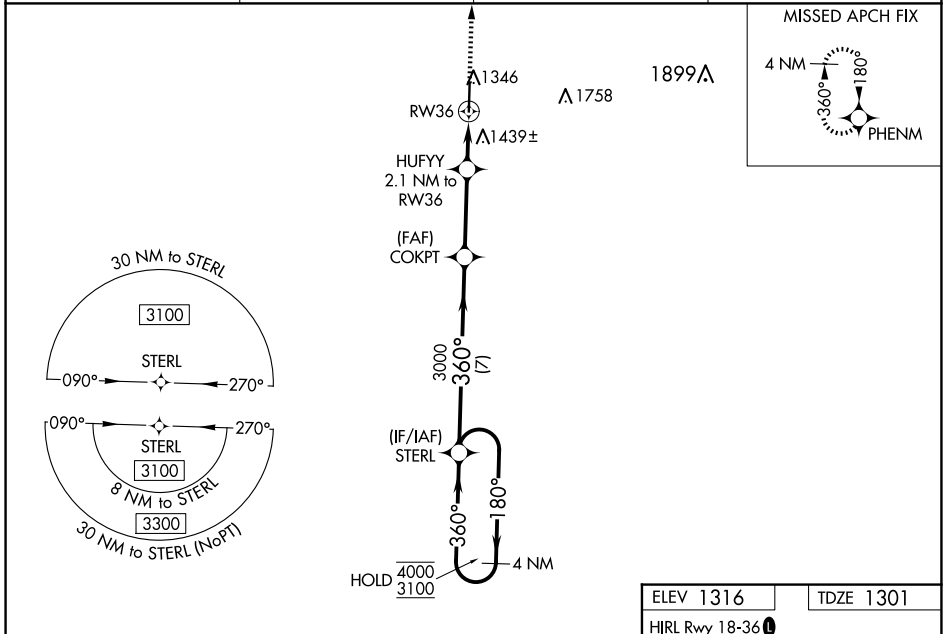 MISSED APCH FIX
4 NM
180°
360°
PHENM
1346
1899
1758
RW36
1439±
HUFYY
2.1 NM to
RW36
(FAF)
COKPT
30 NM to STERL
3100
STERL
090°
270°
3000
360°
(7)
090°
270°
STERL
3100
8 NM to STERL
3300
30 NM to STERL (NoPT)
(IF/IAF)
STERL
360°
180°
HOLD 4000
3100
4 NM
ELEV 1316
TDZE 1301
HIRL Rwy 18-36 L